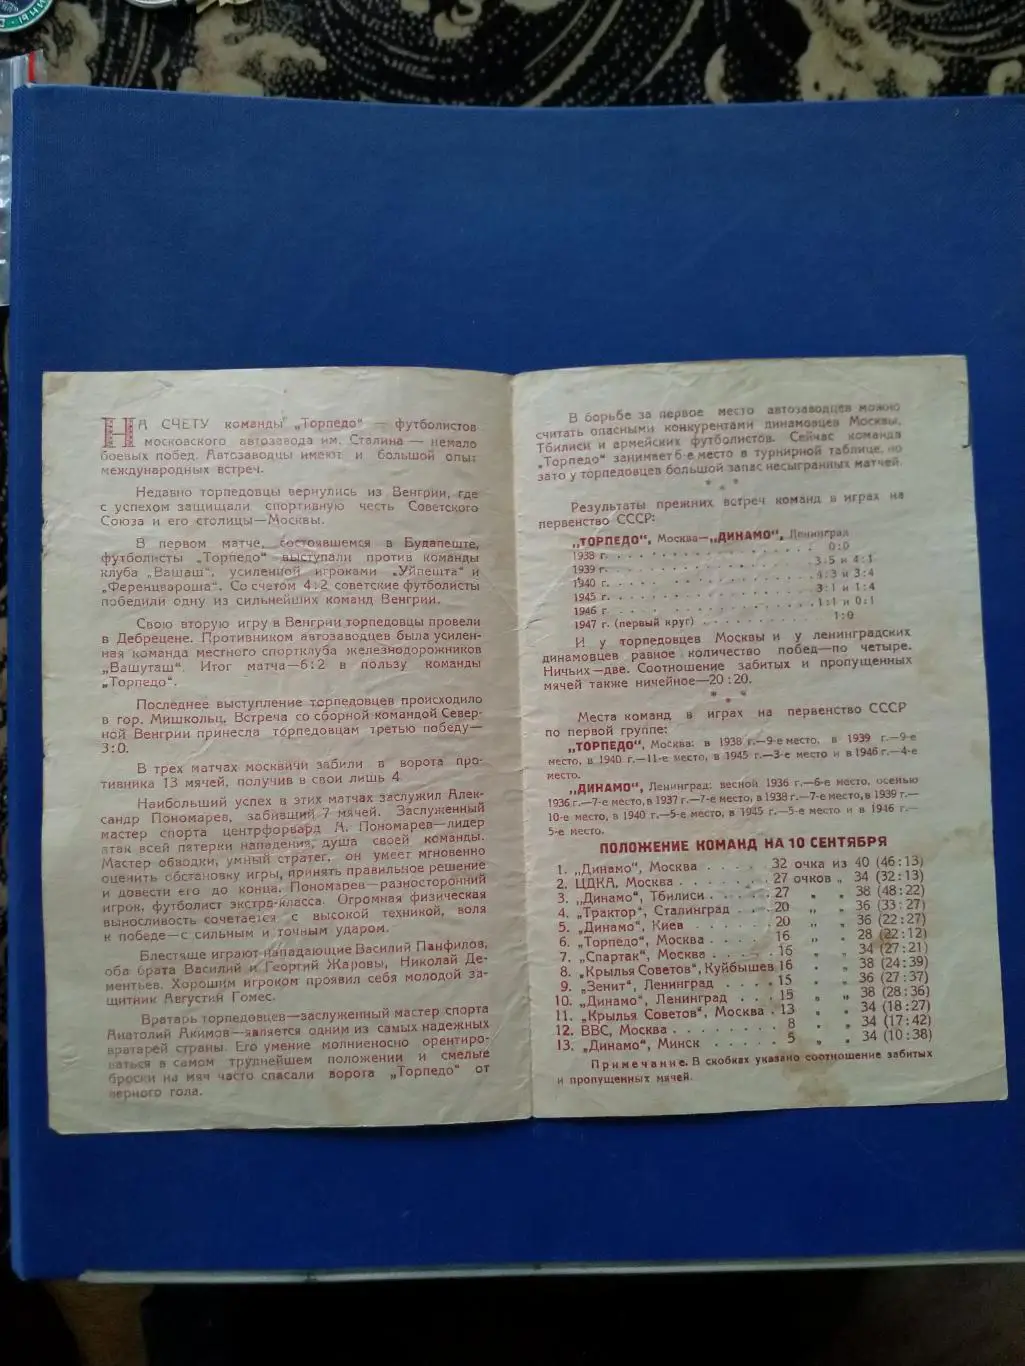 НА СЧЕТУ команды „Торпедо“ — футболистов
московского автозавода им. Сталина — немало
боевых побед. Автозаводцы имеют и большой опыт
международных встреч.
Недавно торпедовцы вернулись из Венгрии, где
с успехом защищали спортивную честь Советского
Союза и его столицы—Москвы.
В первом матче, состоявшемся в Будапеште,
футболисты „Торпедо“ выступали против команды
клуба „Вашаш“, усиленной игроками „Уйпешта“ и
„Ференцвароша“. Со счетом 4:2 советские футболисты
победили одну из сильнейших команд Венгрии.
Свою вторую игру в Венгрии торпедовцы провели
в Дебрецене. Противником автозаводцев была усилен-
ная команда местного спортклуба железнодорожников
„Вашуташ“. Итог матча—6:2 в пользу команды
„Торпедо“.
Последнее выступление торпедовцев происходило
в гор. Мишкольц. Встреча со сборной командой Север-
ной Венгрии принесла торпедовцам третью победу—
3:0.
В трех матчах москвичи забили в ворота про-
тивника 13 мячей, получив в свои лишь 4.
Наибольший успех в этих матчах заслужил Алек-
сандр Пономарев, забивший 7 мячей. Заслуженный
мастер спорта центрфорвард А. Пономарев—лидер
атак всей пятерки нападения, душа своей команды.
Мастер обводки, умный стратег, он умеет мгновенно
оценить обстановку игры, принять правильное решение
и довести его до конца. Пономарев—разносторонний
игрок, футболист экстра-класса. Огромная физическая
выносливость сочетается с высокой техникой, воля
к победе—с сильным и точным ударом.
Блестяще играют нападающие Василий Панфилов,
оба брата Василий и Георгий Жаровы, Николай Де-
ментьев. Хорошим игроком проявил себя молодой за-
щитник Августин Гомес.
Вратарь торпедовцев—заслуженный мастер спорта
Анатолий Акимов—является одним из самых надежных
вратарей страны. Его умение молниеносно ориентиро-
ваться в самом труднейшем положении и смелые
броски на мяч часто спасали ворота „Торпедо“ от
верного гола.
В борьбе за первое место автозаводцев можно
считать опасными конкурентами динамовцев Москвы,
Тбилиси и армейских футболистов. Сейчас команда
„Торпедо“ занимает 6-е место в турнирной таблице, но
зато у торпедовцев большой запас несыгранных матчей.
* * *
Результаты прежних встреч команд в играх на
первенство СССР:
„ТОРПЕДО“, Москва—„ДИНАМО“, Ленинград
1938 г. . . . . . . . . . . . . . . . . 0:0
1939 г. . . . . . . . . . . . . . . . . 3:5 и 4:1
1940 г. . . . . . . . . . . . . . . . . 4:3 и 3:4
1945 г. . . . . . . . . . . . . . . . . 3:1 и 1:4
1946 г. . . . . . . . . . . . . . . . . 1:1 и 0:1
1947 г. (первый круг) . . . . . . . . . . 1:0
И у торпедовцев Москвы и у ленинградских
динамовцев равное количество побед—по четыре.
Ничьих—две. Соотношение забитых и пропущенных
мячей также ничейное—20:20.
* * *
Места команд в играх на первенство СССР
по первой группе:
„ТОРПЕДО“, Москва: в 1938 г.—9-е место, в 1939 г.—9-е
место, в 1940 г.—11-е место, в 1945 г.—3-е место и в 1946 г.—4-е
место.
„ДИНАМО“, Ленинград: весной 1936 г.—6-е место, осенью
1936 г.—7-е место, в 1937 г.—7-е место, в 1938 г.—7-е место, в 1939 г.—
10-е место, в 1940 г.—5-е место, в 1945 г.—5-е место и в 1946 г.—
5-е место.
ПОЛОЖЕНИЕ КОМАНД НА 10 СЕНТЯБРЯ
1. „Динамо“, Москва . . . . 32 очка из 40 (46:13)
2. ЦДКА, Москва . . . . . . 27 очков „ 34 (32:13)
3. „Динамо“, Тбилиси . . . . 27 „ „ 38 (48:22)
4. „Трактор“, Сталинград . . . 20 „ „ 36 (33:27)
5. „Динамо“, Киев . . . . . . 20 „ „ 36 (22:27)
6. „Торпедо“, Москва . . . . . 16 „ „ 28 (22:12)
7. „Спартак“, Москва . . . . . 16 „ „ 34 (27:21)
8. „Крылья Советов“, Куйбышев 16 „ „ 38 (24:39)
9. „Зенит“, Ленинград . . . . 15 „ „ 36 (27:37)
10. „Динамо“, Ленинград . . . 15 „ „ 38 (28:36)
11. „Крылья Советов“, Москва . 13 „ „ 34 (18:27)
12. ВВС, Москва . . . . . . . 8 „ „ 34 (17:42)
13. „Динамо“, Минск . . . . . 5 „ „ 34 (10:38)
Примечание. В скобках указано соотношение забитых
и пропущенных мячей.